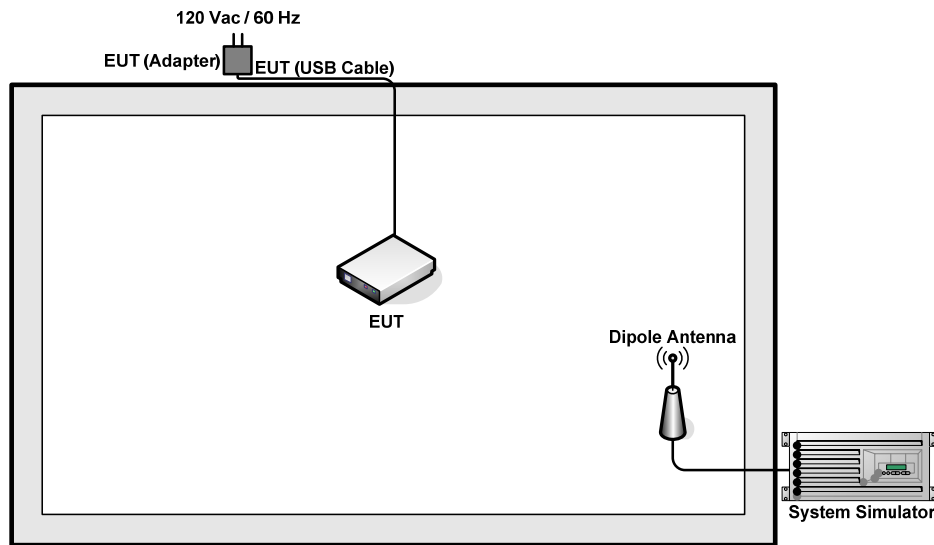 120 Vac / 60 Hz
EUT (Adapter)
EUT (USB Cable)
EUT
Dipole Antenna
System Simulator